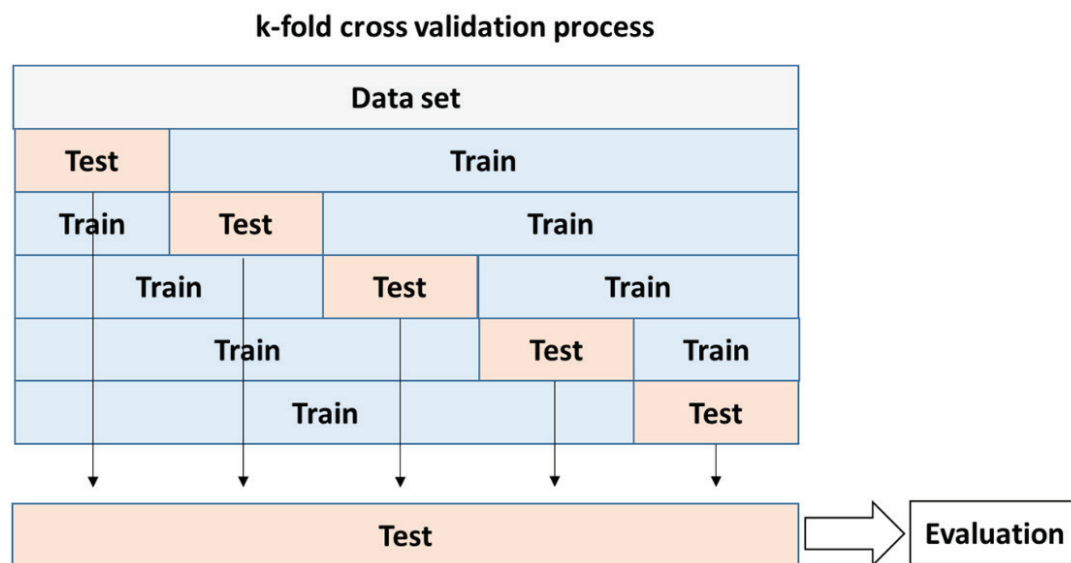 k-fold cross validation process
Data set
Test Train
Train Test Train
Train Test Train
Train Test Train
Train Test
Test Evaluation